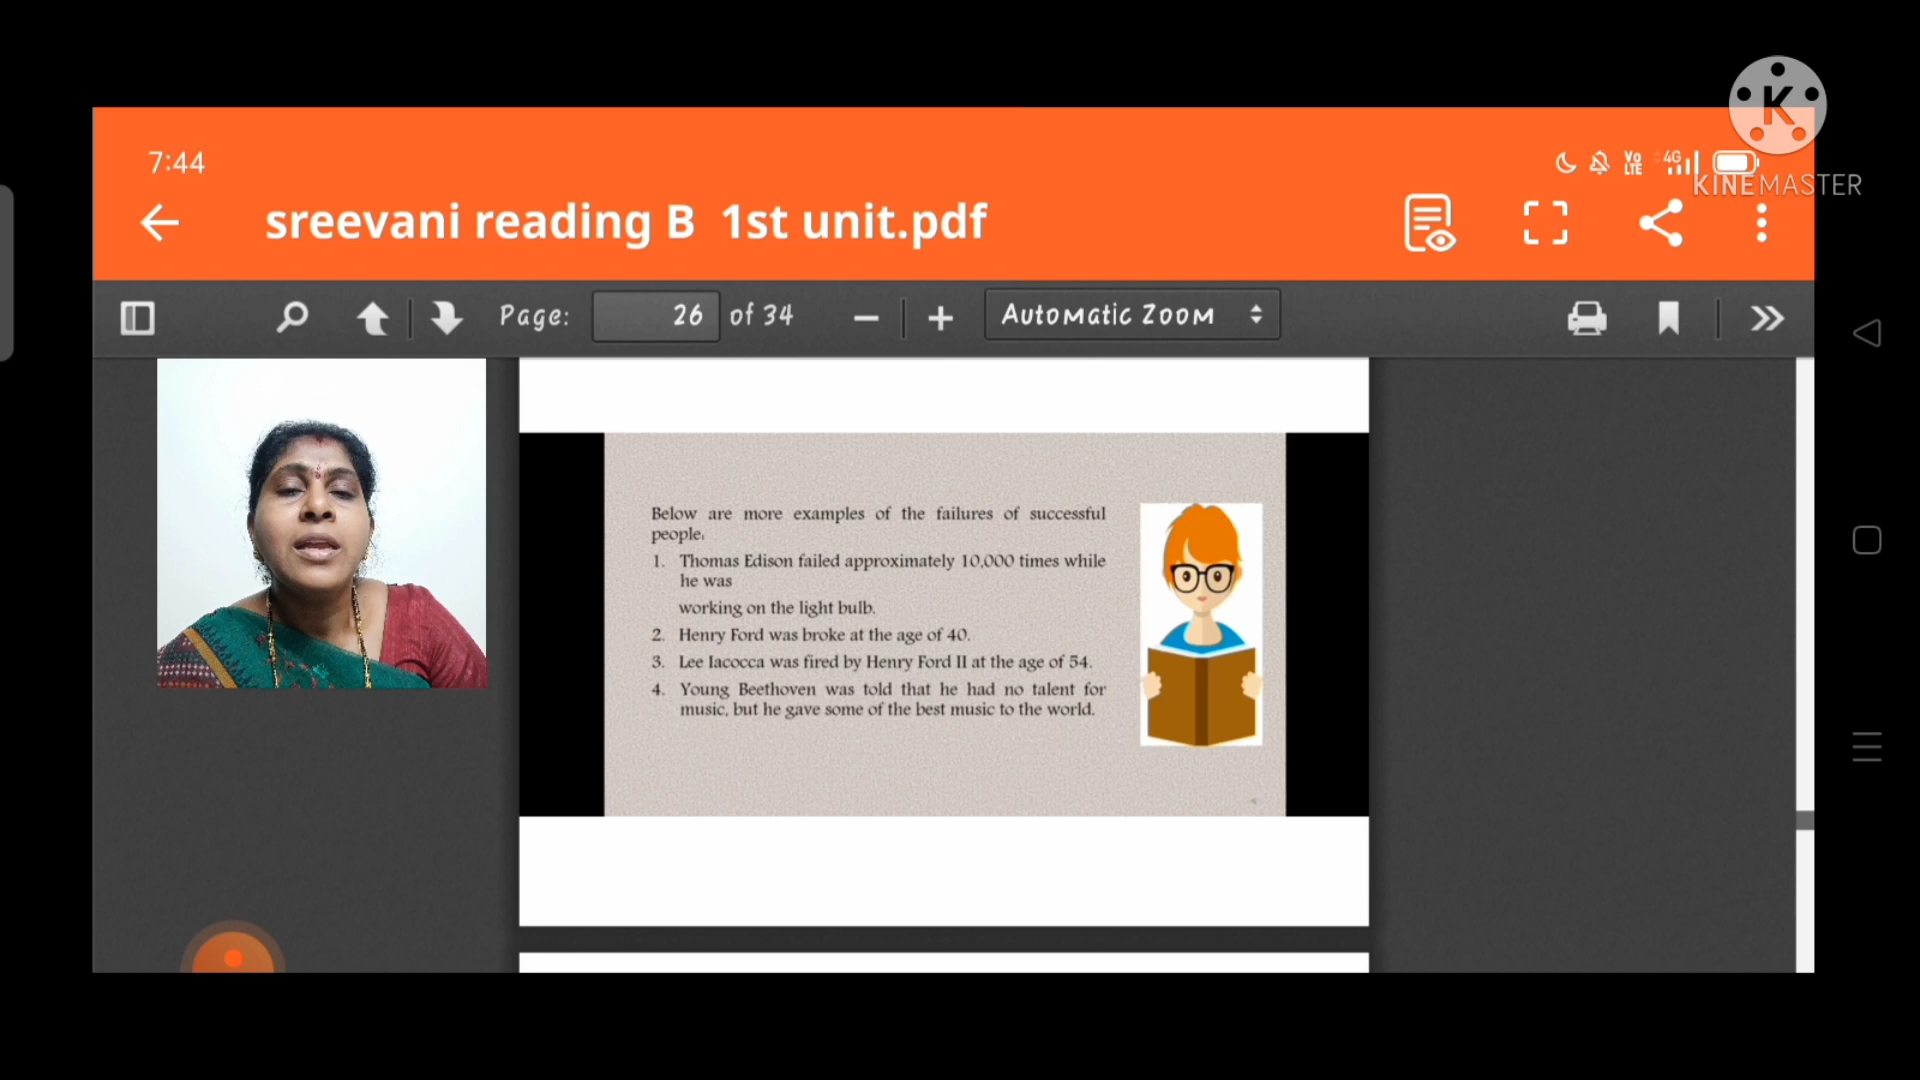 7:44
Vo LTE
4G
K
KINEMASTER
sreevani reading B 1st unit.pdf
Page: 26 of 34
Automatic Zoom
Below are more examples of the failures of successful
people.
1. Thomas Edison failed approximately 10,000 times while
he was
working on the light bulb.
2. Henry Ford was broke at the age of 40.
3. Lee Iacocca was fired by Henry Ford II at the age of 54.
4. Young Beethoven was told that he had no talent for
music, but he gave some of the best music to the world.